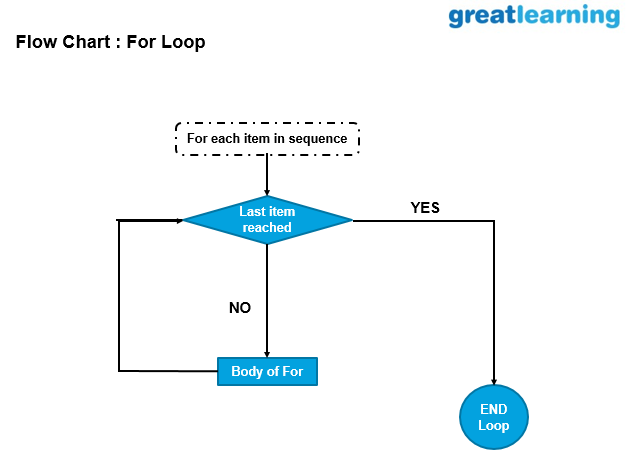 greatlearning
Flow Chart : For Loop
For each item in sequence
Last item
reached
YES
NO
Body of For
END
Loop